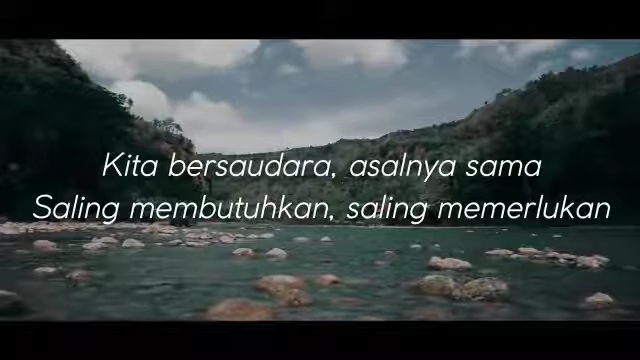 Kita bersaudara, asalnya sama
Saling membutuhkan, saling memerlukan